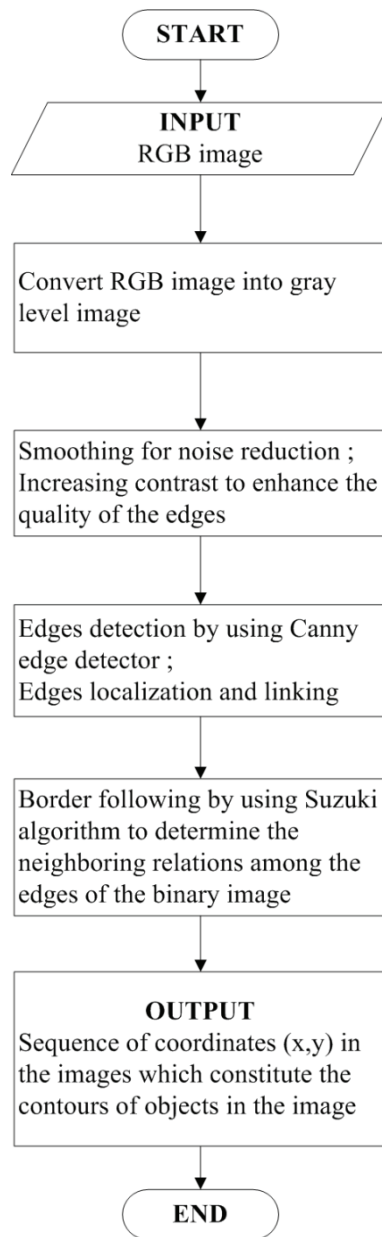 START
INPUT
RGB image
Convert RGB image into gray
level image
Smoothing for noise reduction ;
Increasing contrast to enhance the
quality of the edges
Edges detection by using Canny
edge detector ;
Edges localization and linking
Border following by using Suzuki
algorithm to determine the
neighboring relations among the
edges of the binary image
OUTPUT
Sequence of coordinates (x,y) in
the images which constitute the
contours of objects in the image
END